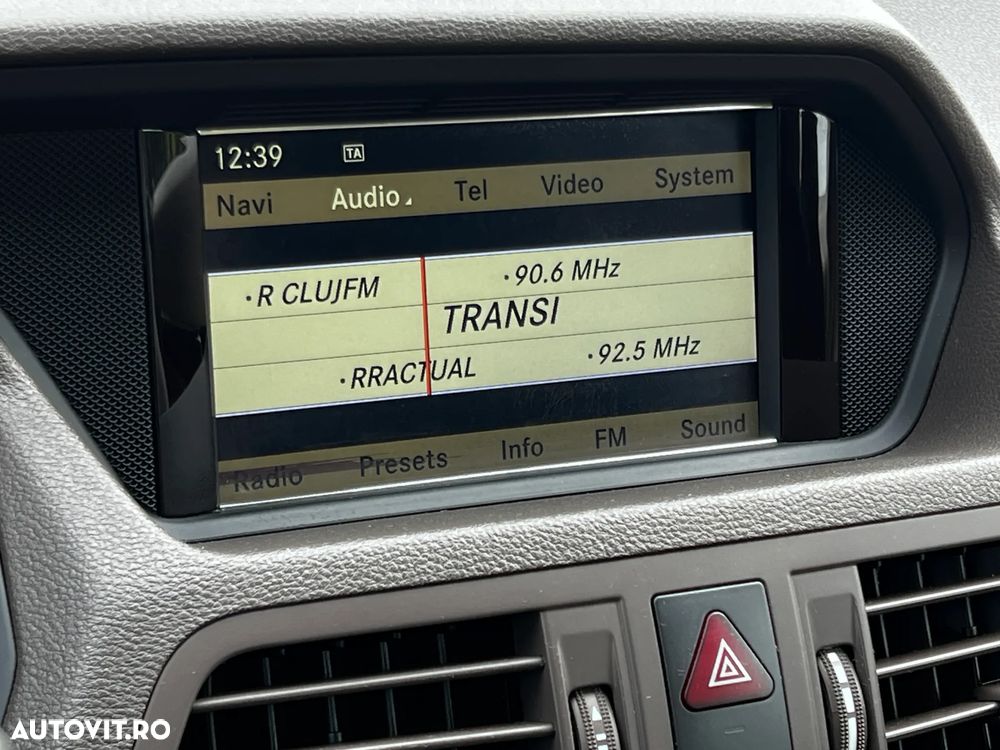 12:39 TA
Navi Audio Tel Video System
·R CLUJFM ·90.6 MHz
TRANSI
·RRACTUAL ·92.5 MHz
Radio Presets Info FM Sound
AUTOVIT.RO